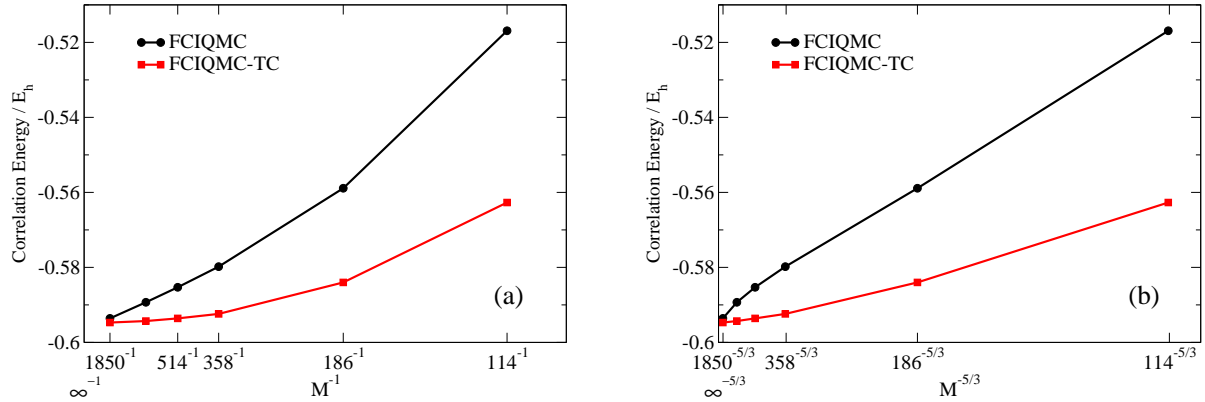 -0.52
-0.54
-0.56
-0.58
-0.6
Correlation Energy / E_h
FCIQMC
FCIQMC-TC
(a)
1850^-1 514^-1 358^-1 186^-1 114^-1
∞^-1
M^-1
-0.52
-0.54
-0.56
-0.58
-0.6
Correlation Energy / E_h
FCIQMC
FCIQMC-TC
(b)
1850^-5/3 358^-5/3 186^-5/3 114^-5/3
∞^-5/3
M^-5/3